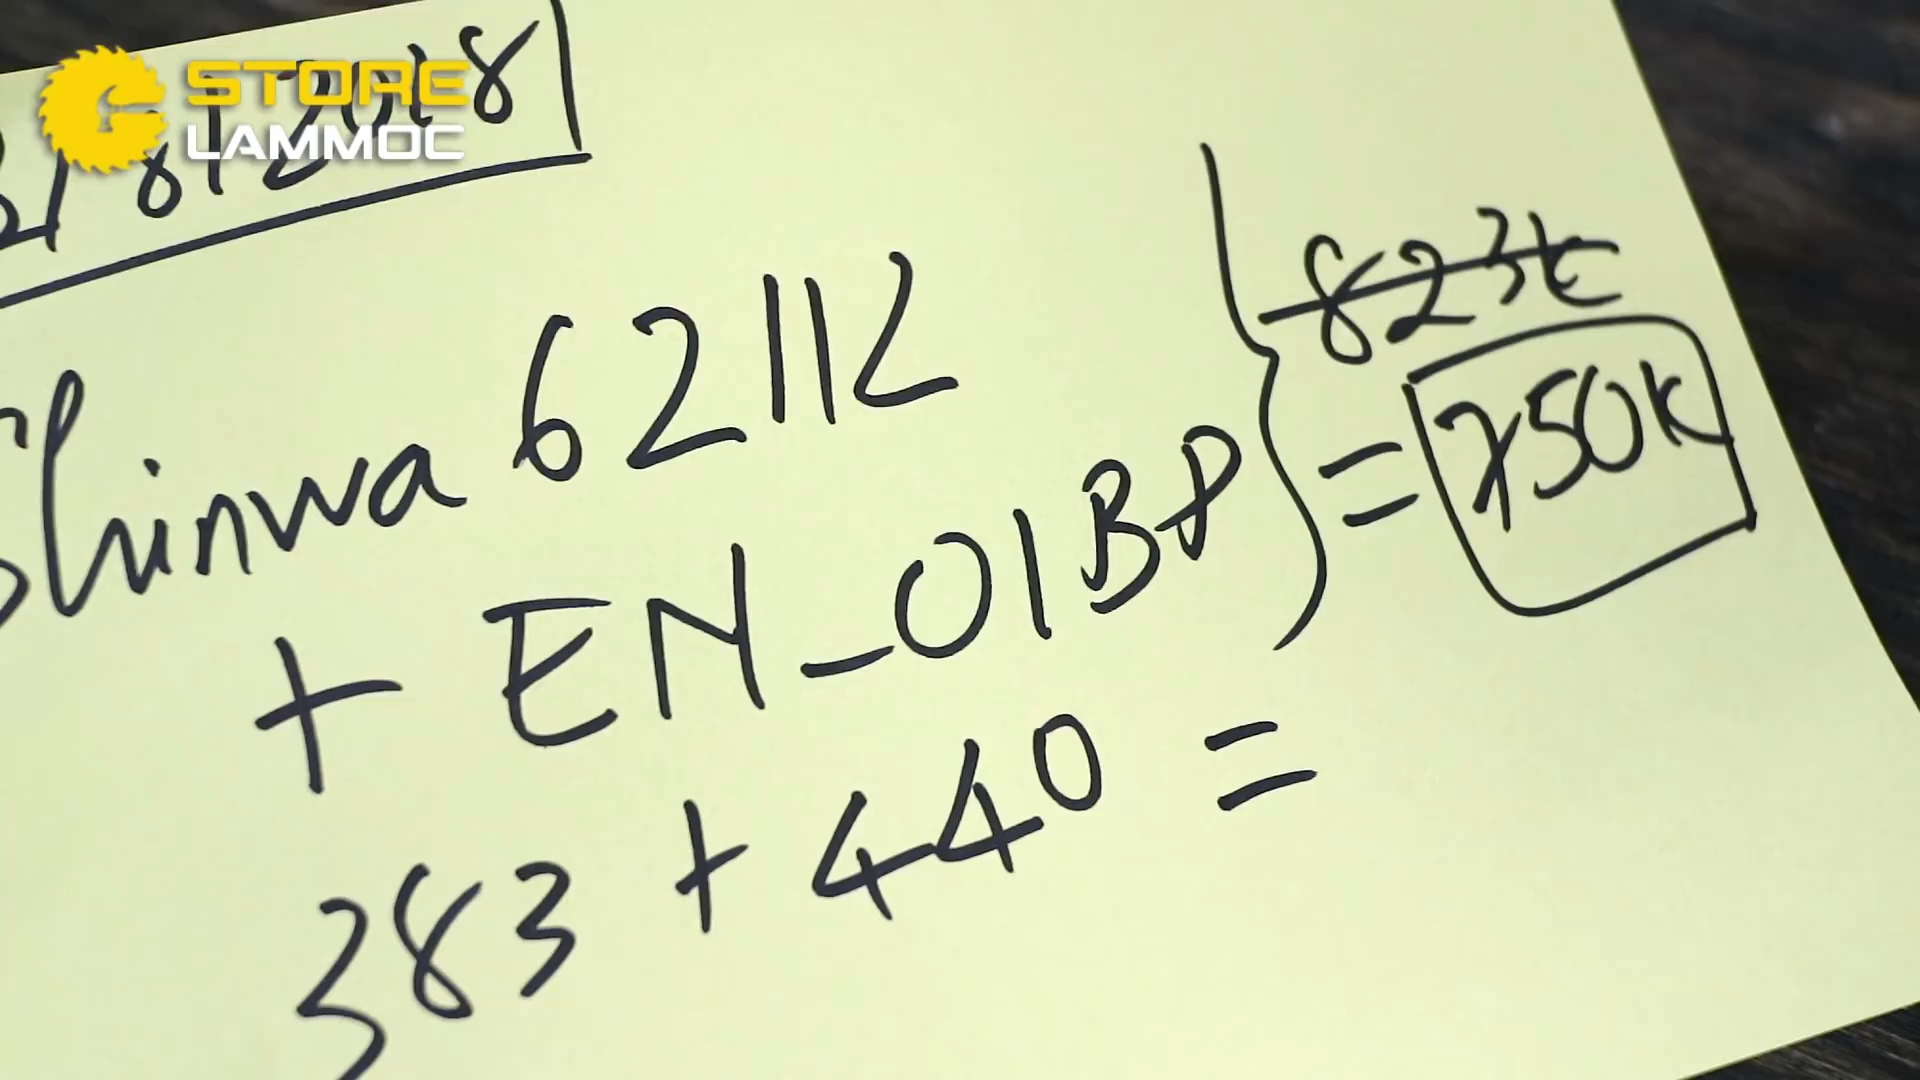 STORE
LAMMOC
/8/2018
Shinwa 62112
+ EN_01BP
823k
= 750k
383 + 440 =